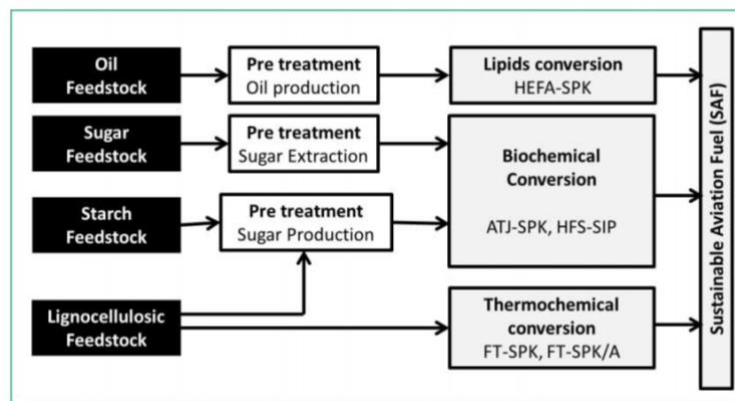 Oil
Feedstock
Pre treatment
Oil production
Lipids conversion
HEFA-SPK
Sugar
Feedstock
Pre treatment
Sugar Extraction
Biochemical
Conversion
ATJ-SPK, HFS-SIP
Starch
Feedstock
Pre treatment
Sugar Production
Lignocellulosic
Feedstock
Thermochemical
conversion
FT-SPK, FT-SPK/A
Sustainable Aviation Fuel (SAF)